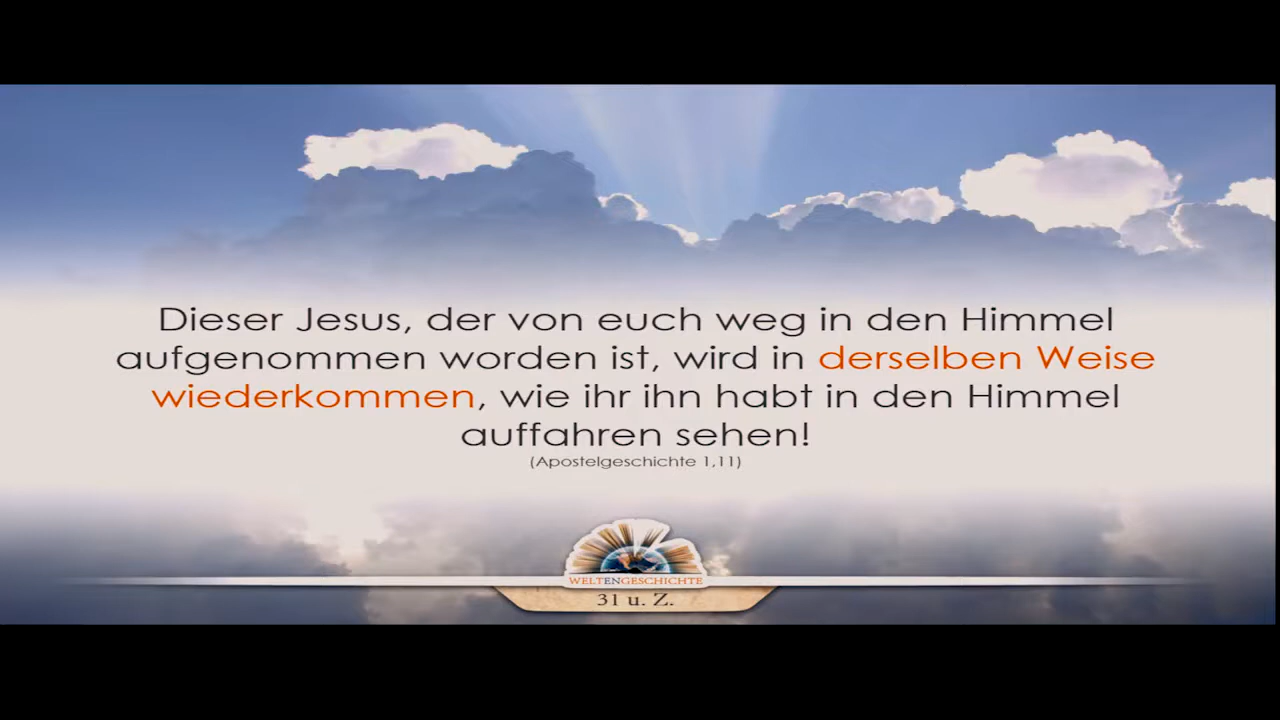 Dieser Jesus, der von euch weg in den Himmel
aufgenommen worden ist, wird in derselben Weise
wiederkommen, wie ihr ihn habt in den Himmel
auffahren sehen!
(Apostelgeschichte 1,11)
WELTENGESCHICHTE
31 u. Z.